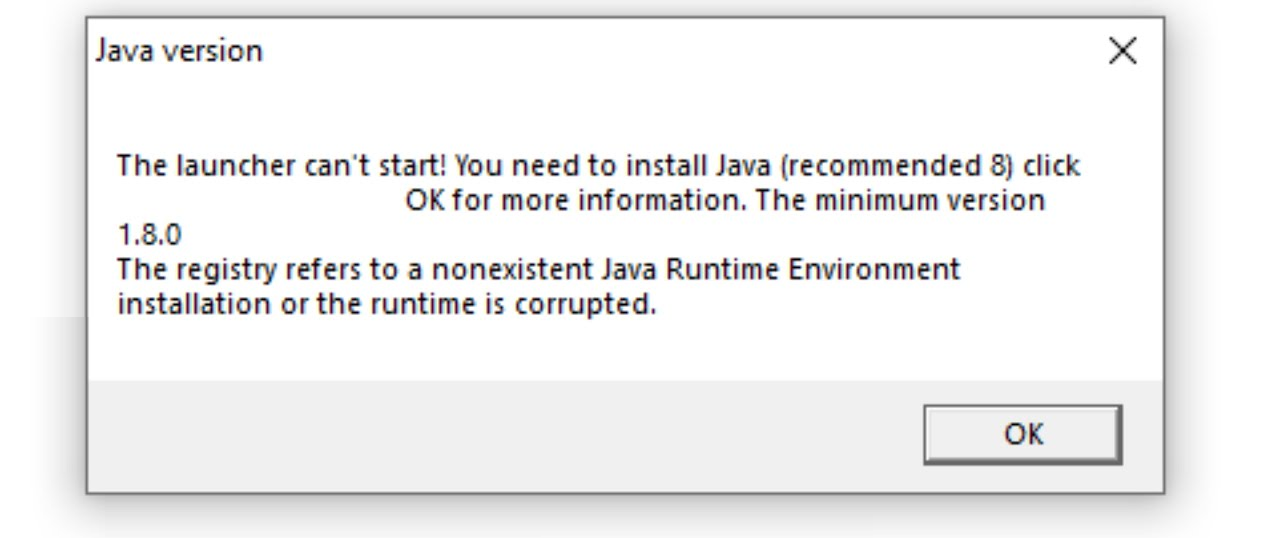 Java version
The launcher can't start! You need to install Java (recommended 8) click
OK for more information. The minimum version
1.8.0
The registry refers to a nonexistent Java Runtime Environment
installation or the runtime is corrupted.
OK